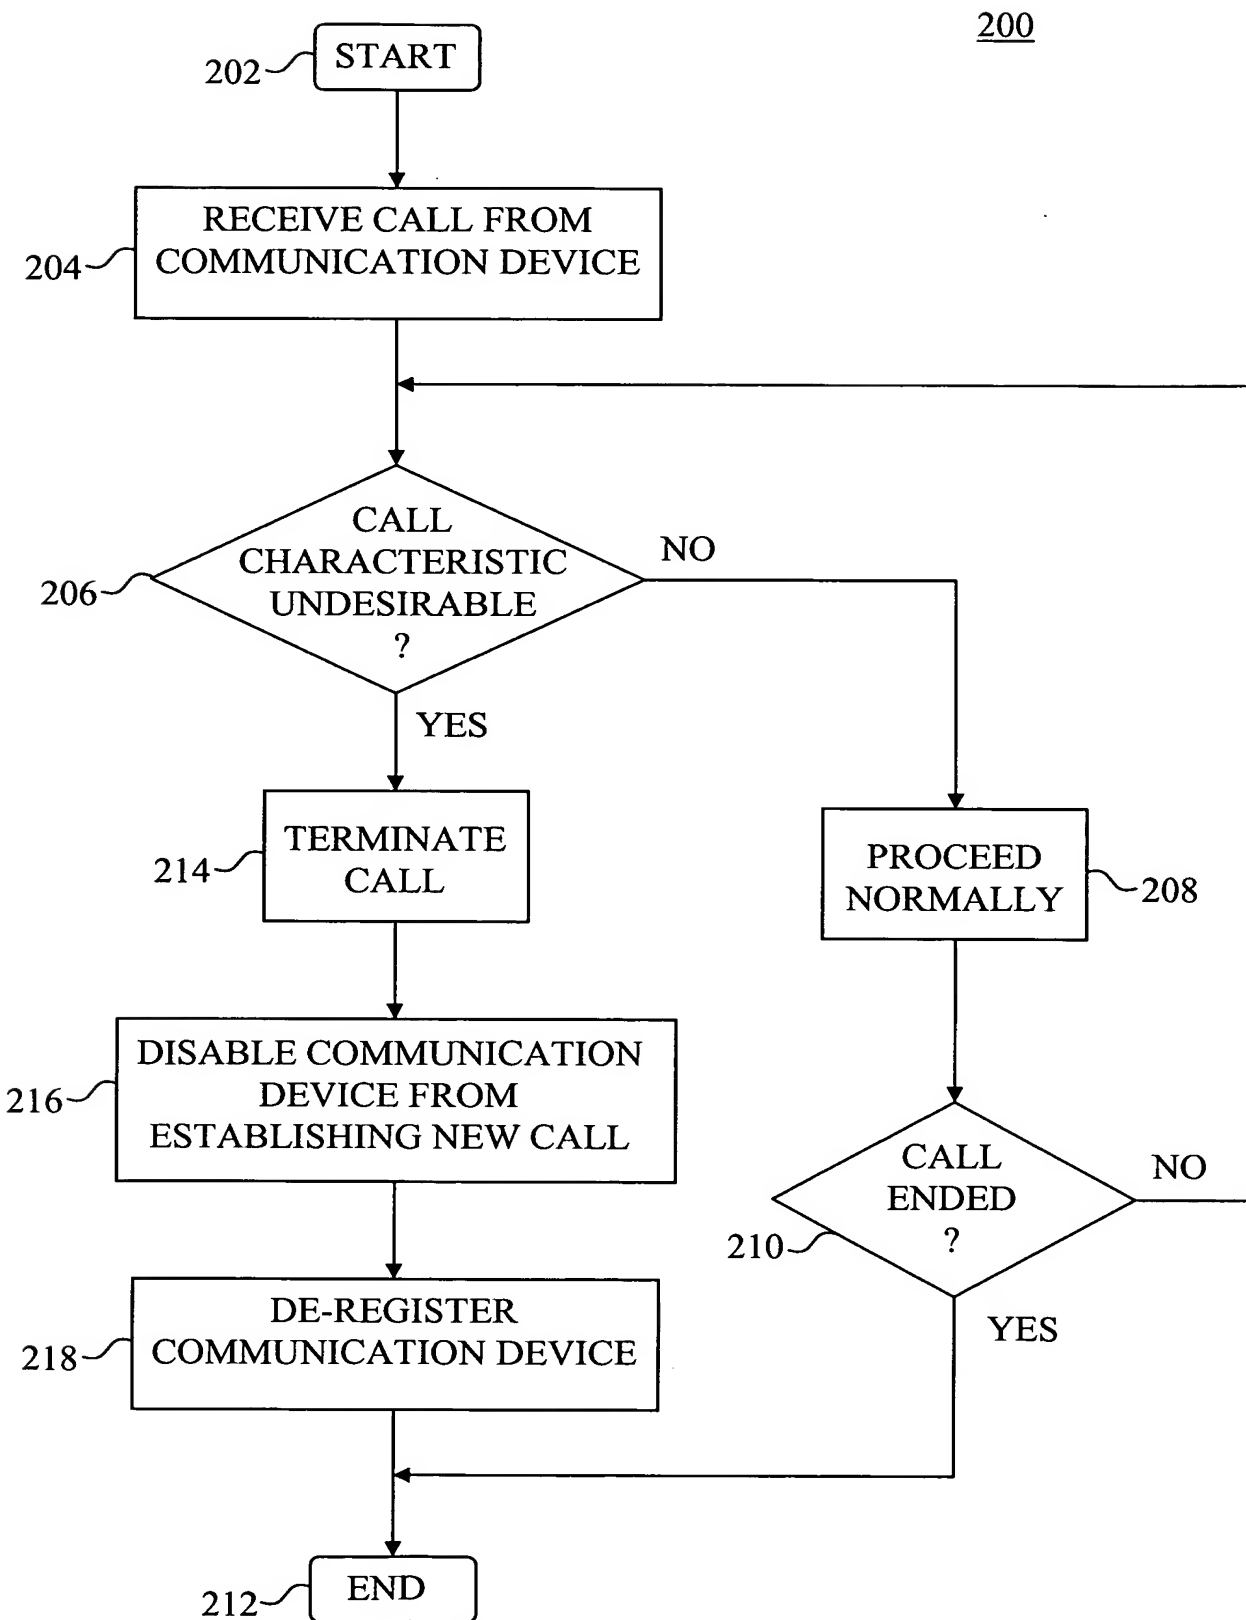 200
START
202
RECEIVE CALL FROM
COMMUNICATION DEVICE
204
CALL
CHARACTERISTIC
UNDESIRABLE
?
206
NO
YES
TERMINATE
CALL
214
PROCEED
NORMALLY
208
DISABLE COMMUNICATION
DEVICE FROM
ESTABLISHING NEW CALL
216
CALL
ENDED
?
210
NO
YES
DE-REGISTER
COMMUNICATION DEVICE
218
END
212